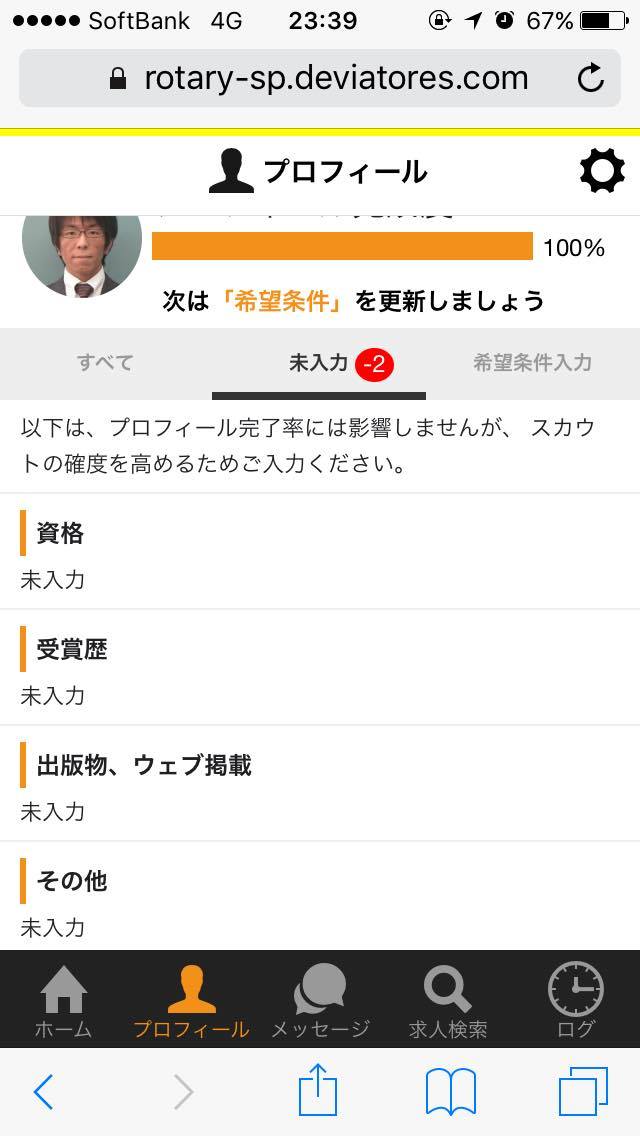 SoftBank 4G 23:39 67%
rotary-sp.deviatores.com
プロフィール
100%
次は「希望条件」を更新しましょう
すべて 未入力 -2 希望条件入力
以下は、プロフィール完了率には影響しませんが、 スカウ
トの確度を高めるためご入力ください。
資格
未入力
受賞歴
未入力
出版物、ウェブ掲載
未入力
その他
未入力
ホーム プロフィール メッセージ 求人検索 ログ